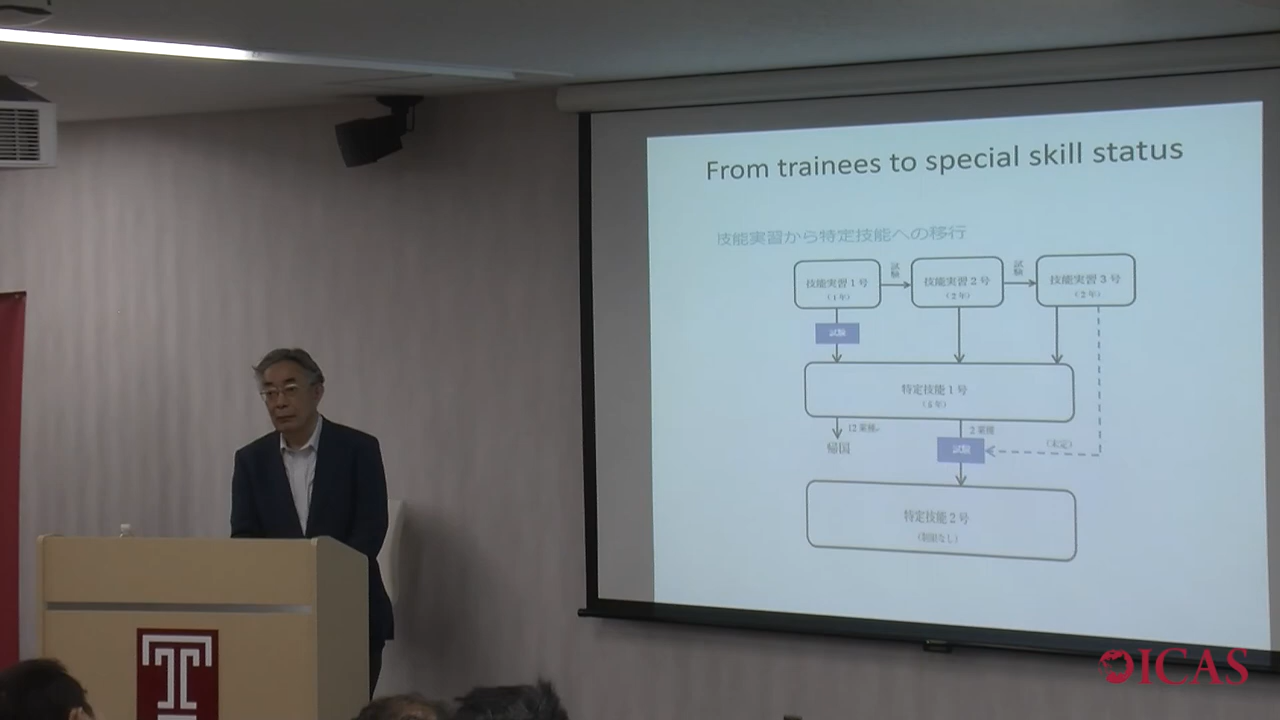 From trainees to special skill status
技能実習から特定技能への移行
技能実習1号
(1年)
試験
技能実習2号
(2年)
試験
技能実習3号
(2年)
試験
特定技能1号
(5年)
12業種
帰国
2業種
試験
(未定)
特定技能2号
(制限なし)
ICAS